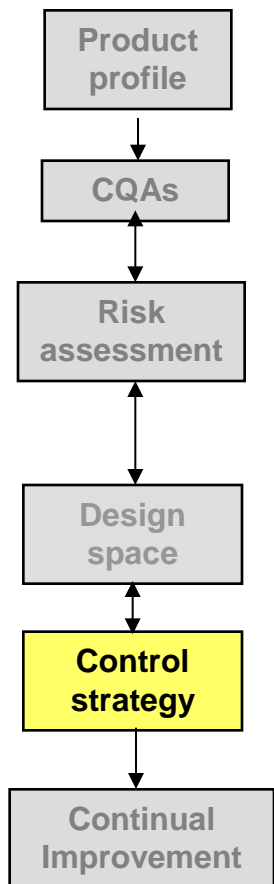 Product
profile
CQAs
Risk
assessment
Design
space
Control
strategy
Continual
Improvement